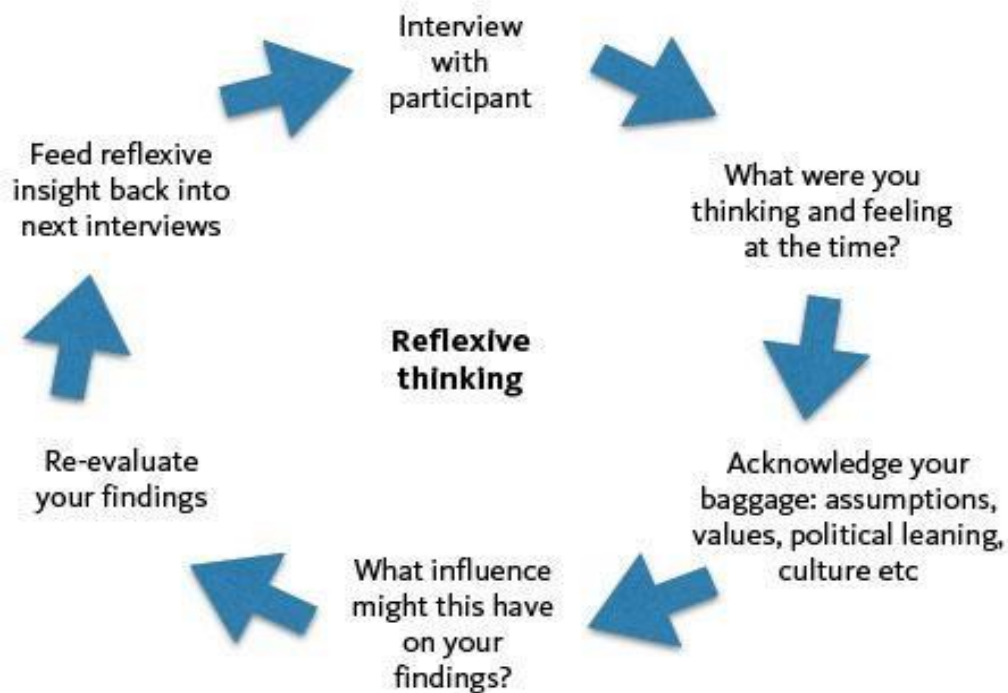 Interview
with
participant
What were you
thinking and feeling
at the time?
Acknowledge your
baggage: assumptions,
values, political leaning,
culture etc
What influence
might this have
on your
findings?
Re-evaluate
your findings
Feed reflexive
insight back into
next interviews
Reflexive
thinking